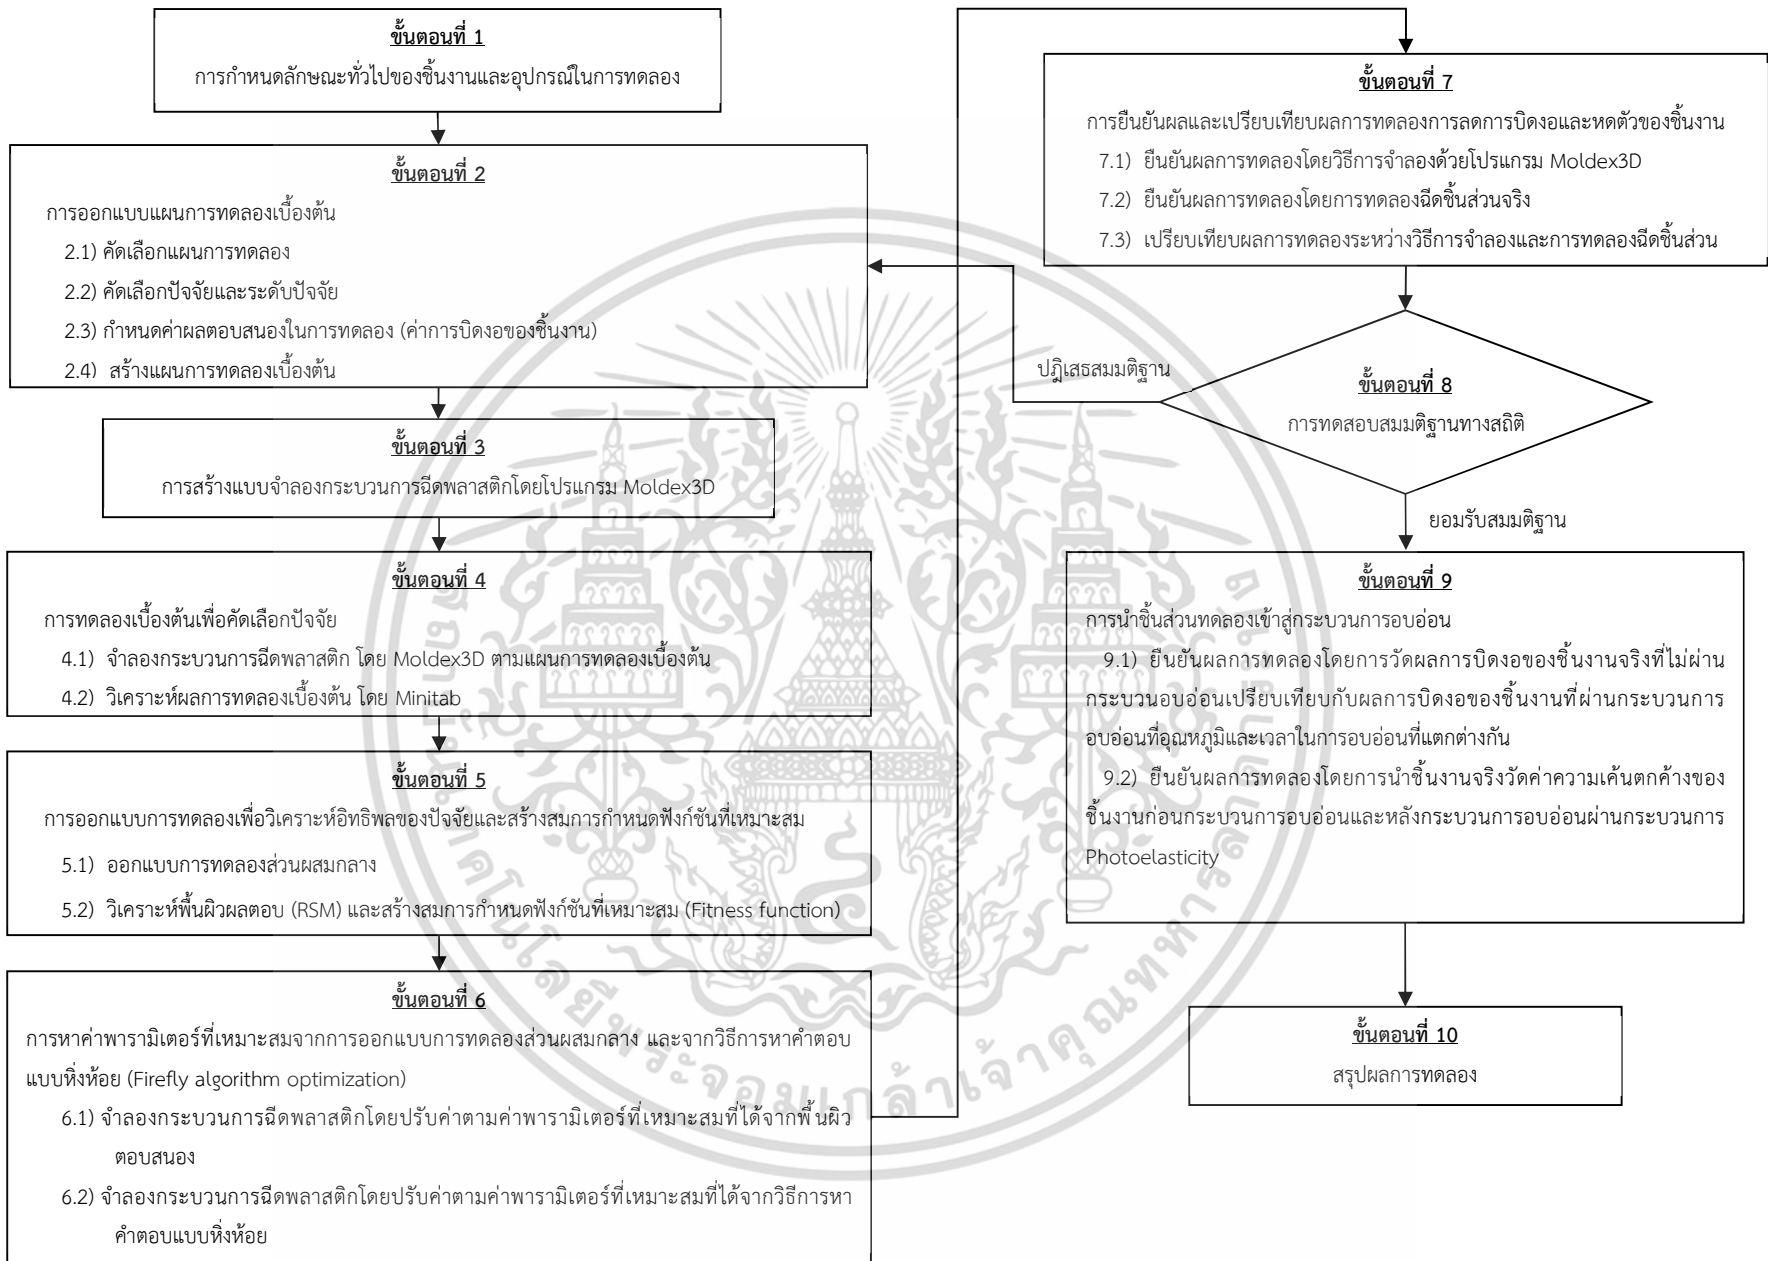 ขั้นตอนที่ 1
การกำหนดลักษณะทั่วไปของชิ้นงานและอุปกรณ์ในการทดลอง
ขั้นตอนที่ 2
การออกแบบแผนการทดลองเบื้องต้น
2.1) คัดเลือกแผนการทดลอง
2.2) คัดเลือกปัจจัยและระดับปัจจัย
2.3) กำหนดค่าผลตอบสนองในการทดลอง (ค่าการบิดงอของชิ้นงาน)
2.4) สร้างแผนการทดลองเบื้องต้น
ขั้นตอนที่ 3
การสร้างแบบจำลองกระบวนการฉีดพลาสติกโดยโปรแกรม Moldex3D
ขั้นตอนที่ 4
การทดลองเบื้องต้นเพื่อคัดเลือกปัจจัย
4.1) จำลองกระบวนการฉีดพลาสติก โดย Moldex3D ตามแผนการทดลองเบื้องต้น
4.2) วิเคราะห์ผลการทดลองเบื้องต้น โดย Minitab
ขั้นตอนที่ 5
การออกแบบการทดลองเพื่อวิเคราะห์อิทธิพลของปัจจัยและสร้างสมการกำหนดฟังก์ชันที่เหมาะสม
5.1) ออกแบบการทดลองส่วนผสมกลาง
5.2) วิเคราะห์พื้นผิวผลตอบ (RSM) และสร้างสมการกำหนดฟังก์ชันที่เหมาะสม (Fitness function)
ขั้นตอนที่ 6
การหาค่าพารามิเตอร์ที่เหมาะสมจากการออกแบบการทดลองส่วนผสมกลาง และจากวิธีการหาคำตอบ
แบบหิ่งห้อย (Firefly algorithm optimization)
6.1) จำลองกระบวนการฉีดพลาสติกโดยปรับค่าตามค่าพารามิเตอร์ที่เหมาะสมที่ได้จากพื้นผิว
ตอบสนอง
6.2) จำลองกระบวนการฉีดพลาสติกโดยปรับค่าตามค่าพารามิเตอร์ที่เหมาะสมที่ได้จากวิธีการหา
คำตอบแบบหิ่งห้อย
ขั้นตอนที่ 7
การยืนยันผลและเปรียบเทียบผลการทดลองการลดการบิดงอและหดตัวของชิ้นงาน
7.1) ยืนยันผลการทดลองโดยวิธีการจำลองด้วยโปรแกรม Moldex3D
7.2) ยืนยันผลการทดลองโดยการทดลองฉีดชิ้นส่วนจริง
7.3) เปรียบเทียบผลการทดลองระหว่างวิธีการจำลองและการทดลองฉีดชิ้นส่วน
ปฏิเสธสมมติฐาน
ขั้นตอนที่ 8
การทดสอบสมมติฐานทางสถิติ
ยอมรับสมมติฐาน
ขั้นตอนที่ 9
การนำชิ้นส่วนทดลองเข้าสู่กระบวนการอบอ่อน
9.1) ยืนยันผลการทดลองโดยการวัดผลการบิดงอของชิ้นงานจริงที่ไม่ผ่าน
กระบวนอบอ่อนเปรียบเทียบกับผลการบิดงอของชิ้นงานที่ผ่านกระบวนการ
อบอ่อนที่อุณหภูมิและเวลาในการอบอ่อนที่แตกต่างกัน
9.2) ยืนยันผลการทดลองโดยการนำชิ้นงานจริงวัดค่าความเค้นตกค้างของ
ชิ้นงานก่อนกระบวนการอบอ่อนและหลังกระบวนการอบอ่อนผ่านกระบวนการ
Photoelasticity
ขั้นตอนที่ 10
สรุปผลการทดลอง